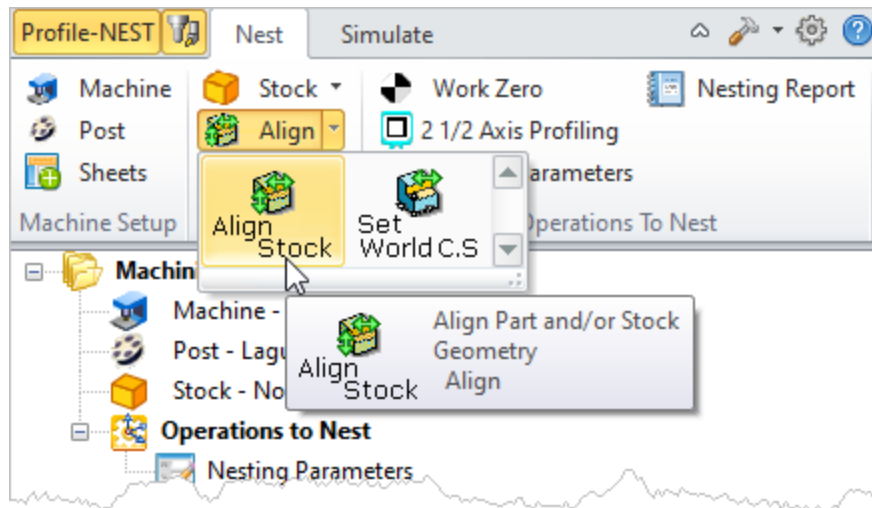 Profile-NEST Nest Simulate
Machine Stock Work Zero Nesting Report
Post Align 2 1/2 Axis Profiling
Sheets arameters
Machine Setup perations To Nest
Align
Stock
Set
World C.S
Machini
Machine -
Post - Lagu
Stock - No
Operations to Nest
Nesting Parameters
Align
Stock
Align Part and/or Stock
Geometry
Align